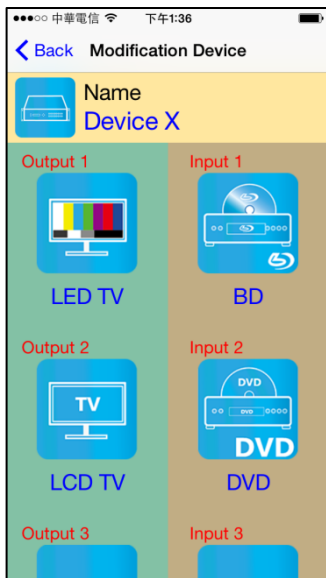 中華電信 下午1:36
Back Modification Device
Name
Device X
Output 1 Input 1
LED TV BD
Output 2 Input 2
TV DVD
DVD
DVD
LCD TV DVD
Output 3 Input 3